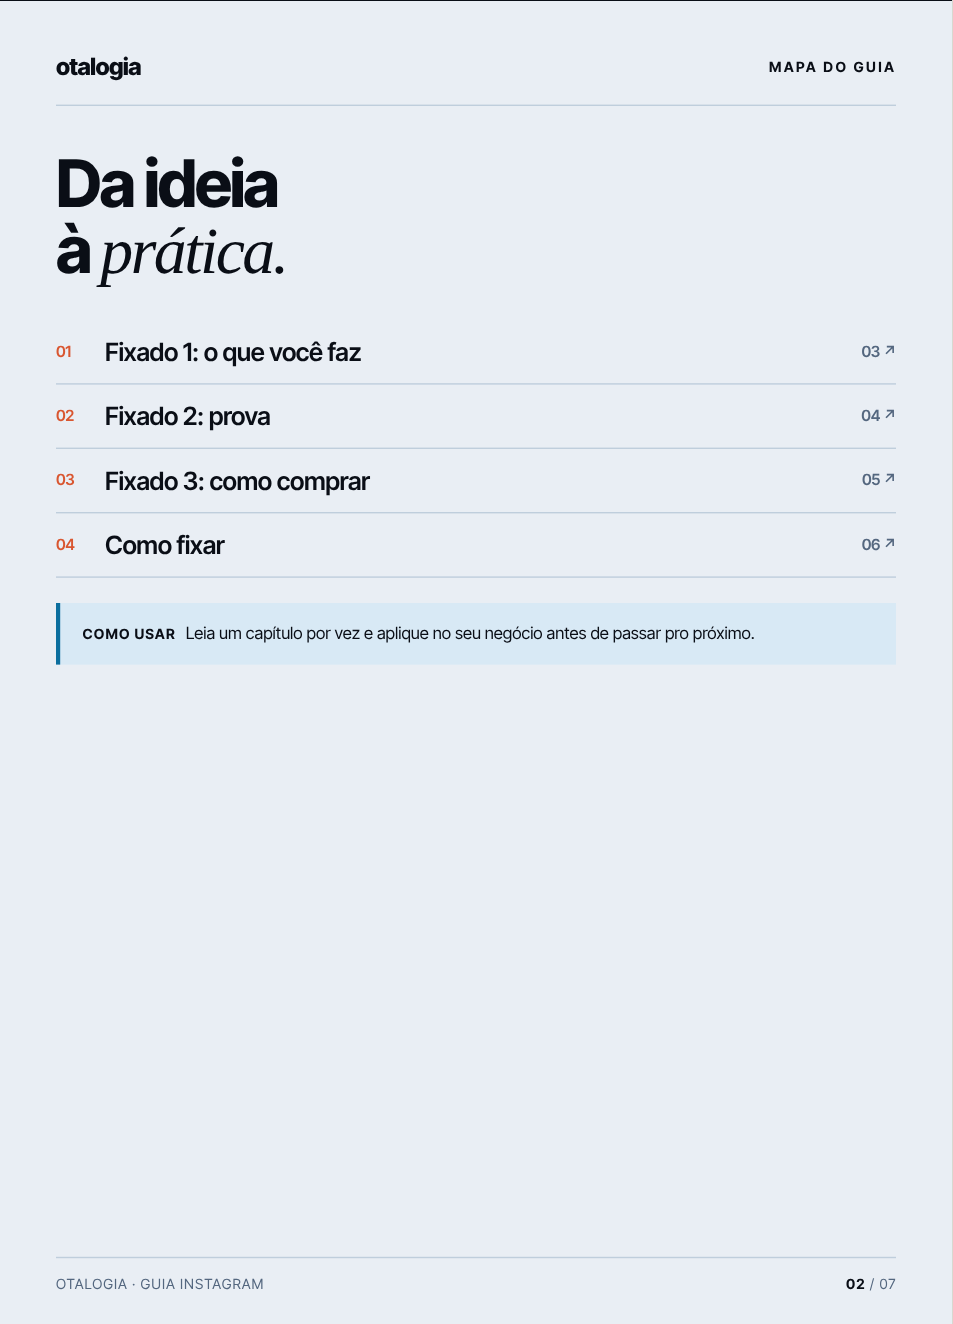 otalogia
MAPA DO GUIA
Da ideia
à prática.
01 Fixado 1: o que você faz 03 ↗
02 Fixado 2: prova 04 ↗
03 Fixado 3: como comprar 05 ↗
04 Como fixar 06 ↗
COMO USAR Leia um capítulo por vez e aplique no seu negócio antes de passar pro próximo.
OTALOGIA · GUIA INSTAGRAM
02 / 07